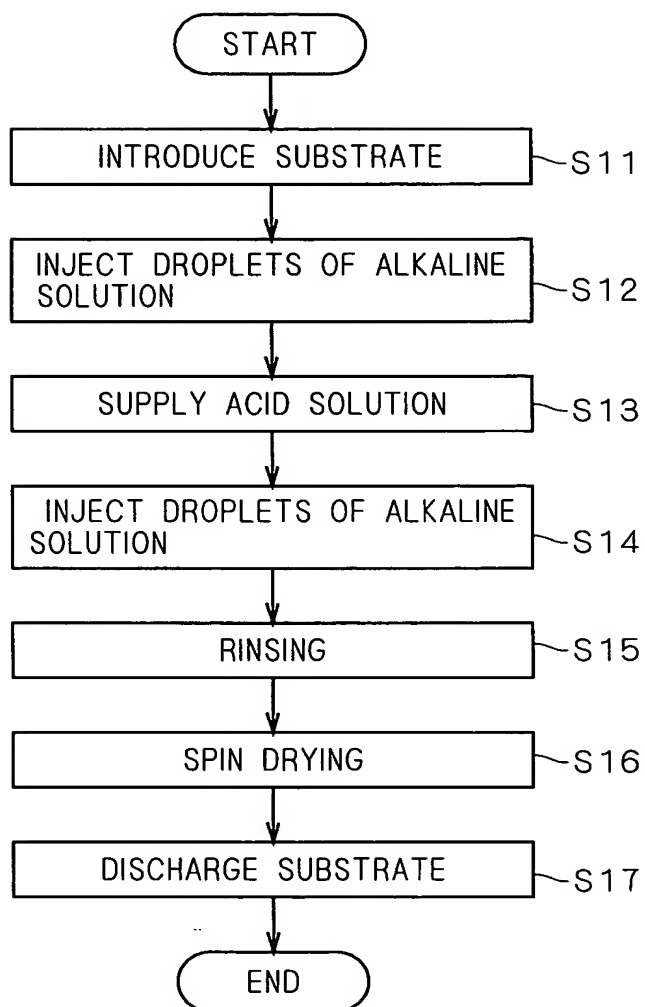 START
INTRODUCE SUBSTRATE
S11
INJECT DROPLETS OF ALKALINE
SOLUTION
S12
SUPPLY ACID SOLUTION
S13
INJECT DROPLETS OF ALKALINE
SOLUTION
S14
RINSING
S15
SPIN DRYING
S16
DISCHARGE SUBSTRATE
S17
END